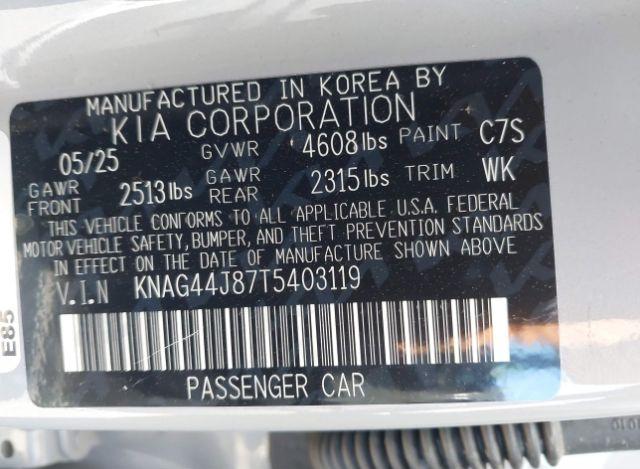 MANUFACTURED IN KOREA BY
KIA CORPORATION
05/25 GVWR 4608 lbs PAINT C7S
GAWR FRONT 2513 lbs GAWR REAR 2315 lbs TRIM WK
THIS VEHICLE CONFORMS TO ALL APPLICABLE U.S.A. FEDERAL
MOTOR VEHICLE SAFETY, BUMPER, AND THEFT PREVENTION STANDARDS
IN EFFECT ON THE DATE OF MANUFACTURE SHOWN ABOVE
V.I.N KNAG44J87T5403119
PASSENGER CAR
E85